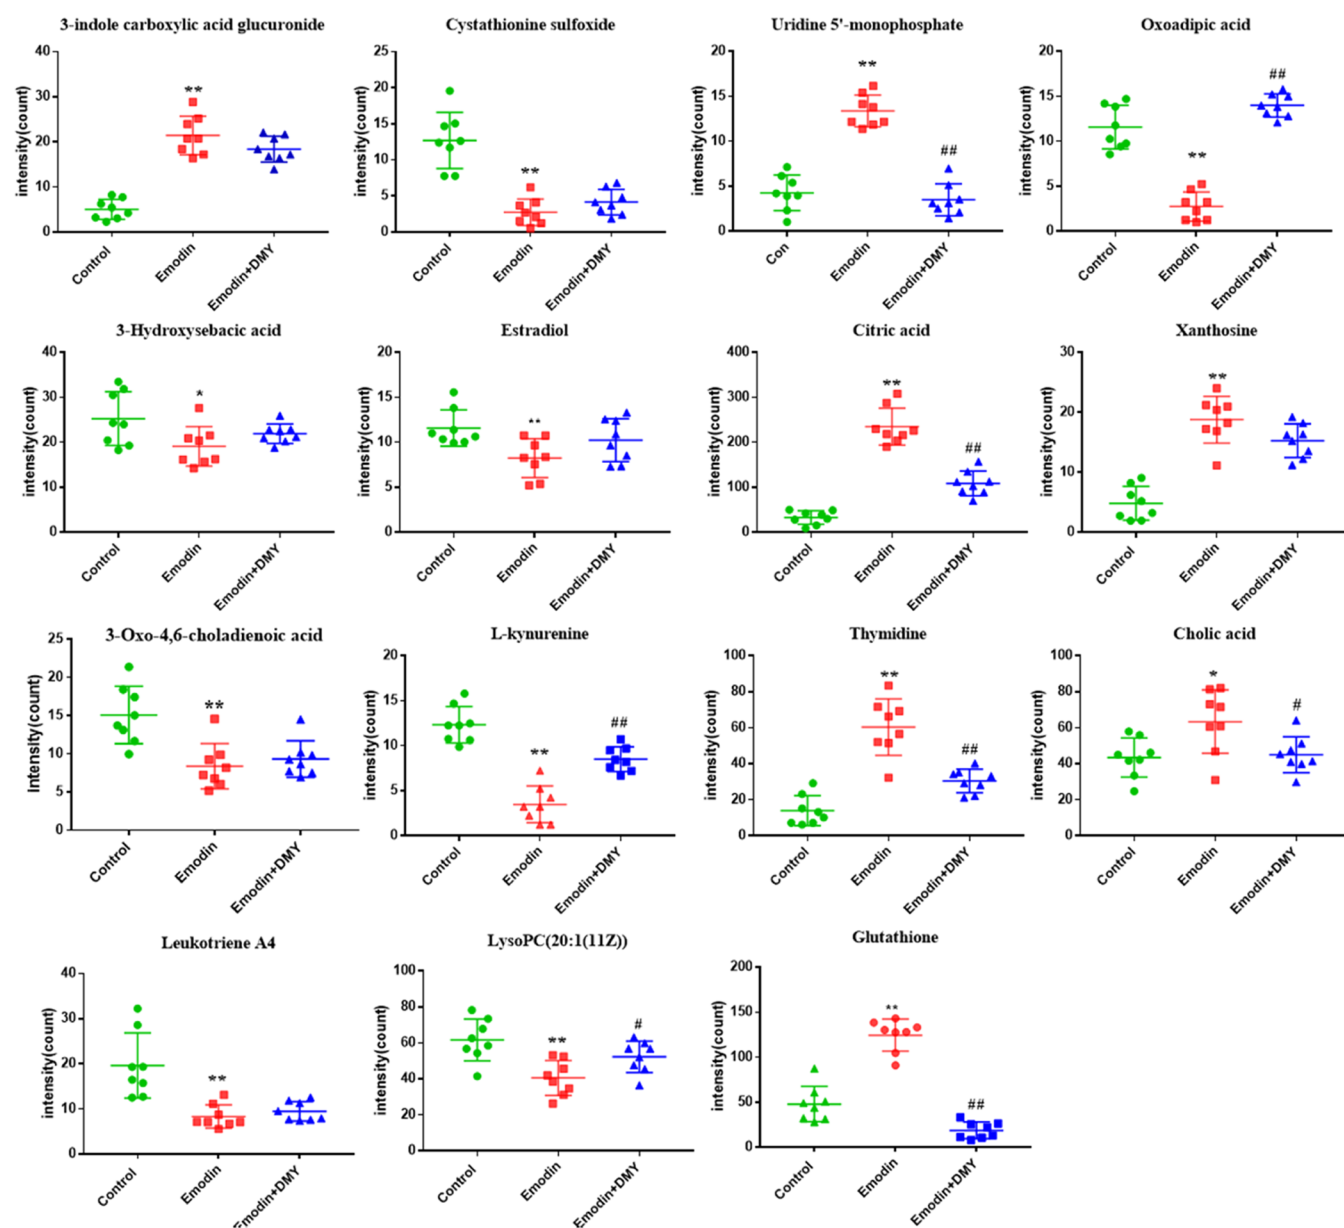 3-indole carboxylic acid glucuronide
intensity(count)
40
30
20
10
0
**
Control
Emodin
Emodin+DMY
Cystathionine sulfoxide
intensity(count)
25
20
15
10
5
0
**
Control
Emodin
Emodin+DMY
Uridine 5'-monophosphate
intensity(count)
20
15
10
5
0
**
##
Con
Emodin
Emodin+DMY
Oxoadipic acid
intensity(count)
20
15
10
5
0
**
##
Control
Emodin
Emodin+DMY
3-Hydroxysebacic acid
intensity(count)
40
30
20
10
0
*
Control
Emodin
Emodin+DMY
Estradiol
intensity(count)
20
15
10
5
0
**
Control
Emodin
Emodin+DMY
Citric acid
intensity(count)
400
300
200
100
0
**
##
Control
Emodin
Emodin+DMY
Xanthosine
intensity(count)
30
20
10
0
**
Control
Emodin
Emodin+DMY
3-Oxo-4,6-choladienoic acid
Intensity(count)
25
20
15
10
5
0
**
Control
Emodin
Emodin+DMY
L-kynurenine
intensity(count)
20
15
10
5
0
**
##
Control
Emodin
Emodin+DMY
Thymidine
intensity(count)
100
80
60
40
20
0
**
##
Control
Emodin
Emodin+DMY
Cholic acid
intensity(count)
100
80
60
40
20
0
*
#
Control
Emodin
Emodin+DMY
Leukotriene A4
intensity(count)
40
30
20
10
0
**
Control
Emodin
Emodin+DMY
LysoPC(20:1(11Z))
intensity(count)
100
80
60
40
20
0
**
#
Control
Emodin
Emodin+DMY
Glutathione
intensity(count)
200
150
100
50
0
**
##
Control
Emodin
Emodin+DMY